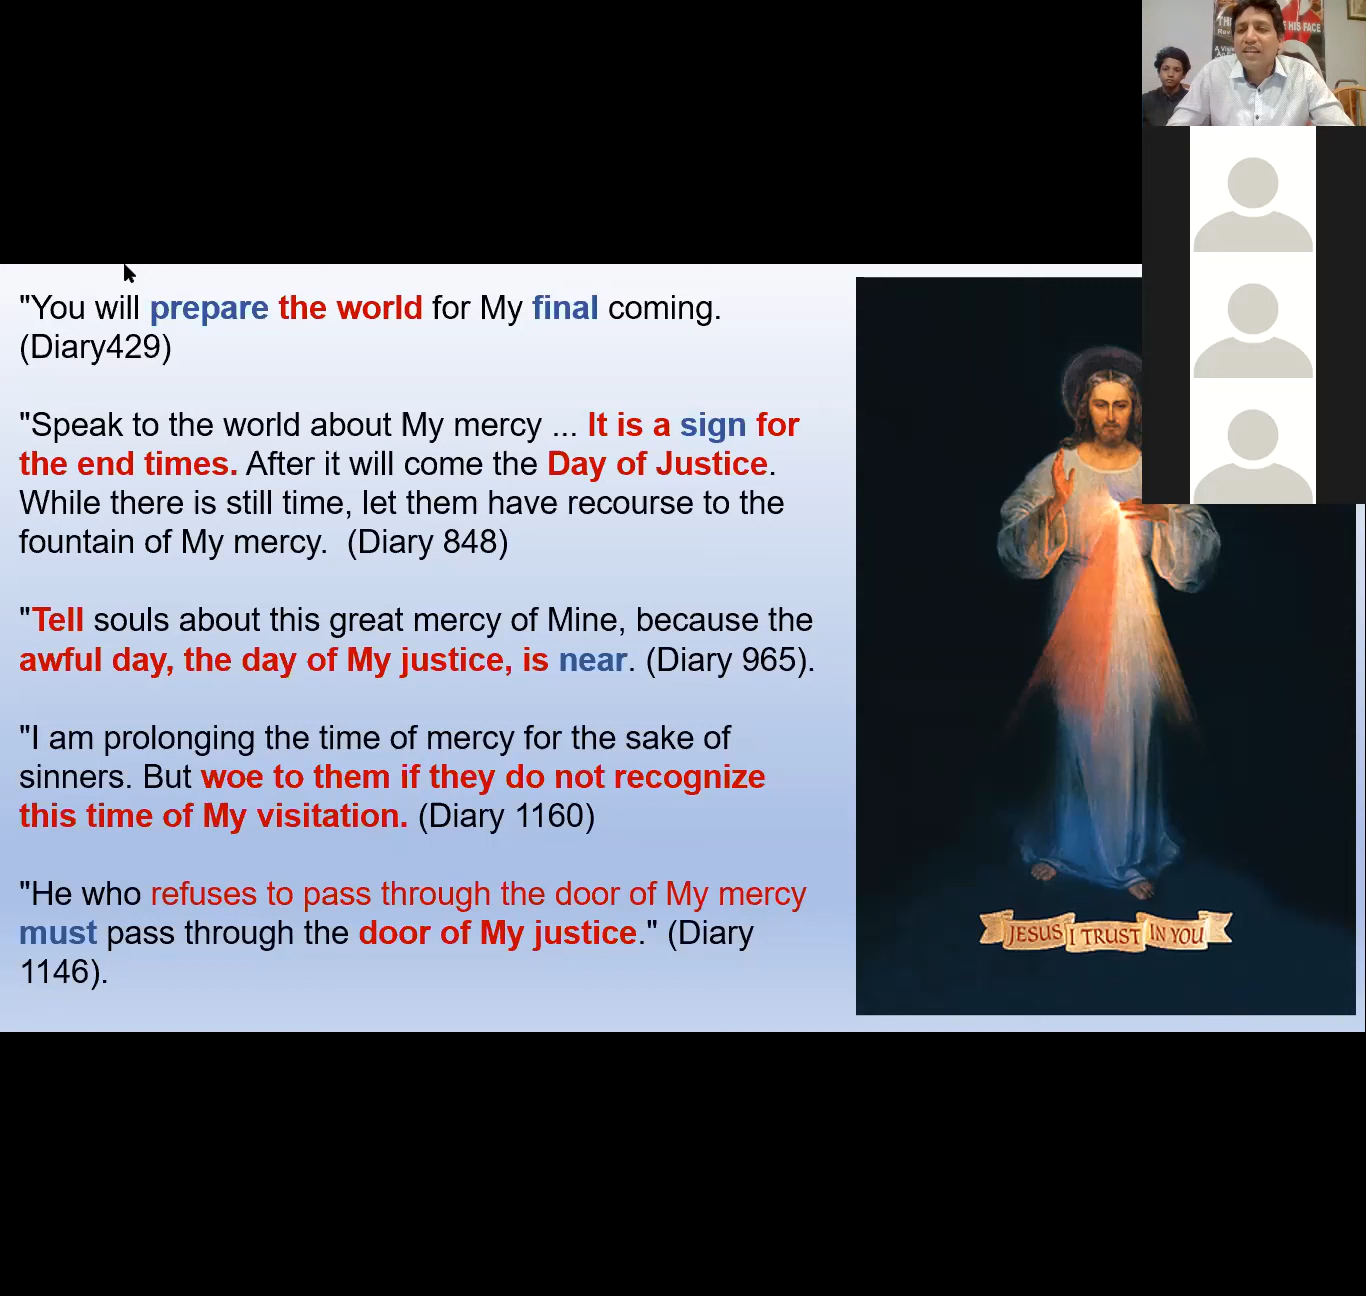 "You will prepare the world for My final coming.
(Diary429)
"Speak to the world about My mercy ... It is a sign for
the end times. After it will come the Day of Justice.
While there is still time, let them have recourse to the
fountain of My mercy.  (Diary 848)
"Tell souls about this great mercy of Mine, because the
awful day, the day of My justice, is near. (Diary 965).
"I am prolonging the time of mercy for the sake of
sinners. But woe to them if they do not recognize
this time of My visitation. (Diary 1160)
"He who refuses to pass through the door of My mercy
must pass through the door of My justice." (Diary
1146).
JESUS I TRUST IN YOU
HIS FACE